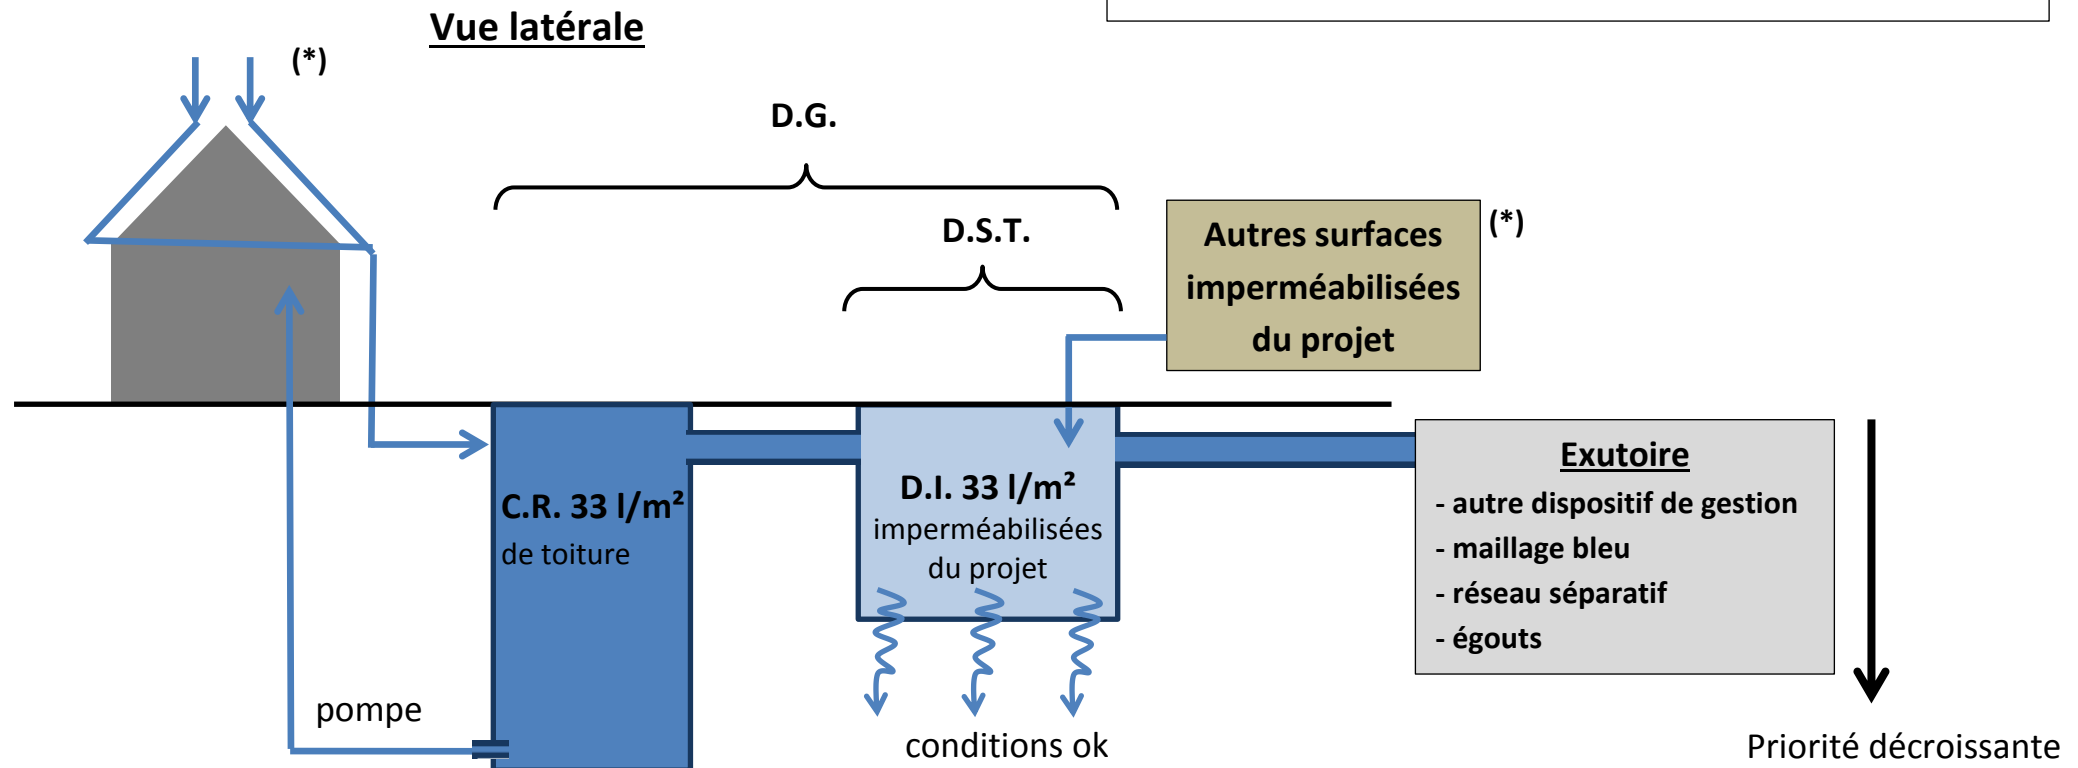 Vue latérale
(*)
D.G.
D.S.T.
Autres surfaces
imperméabilisées
du projet
(*)
C.R. 33 l/m²
de toiture
D.I. 33 l/m²
imperméabilisées
du projet
Exutoire
- autre dispositif de gestion
- maillage bleu
- réseau séparatif
- égouts
pompe
conditions ok
Priorité décroissante